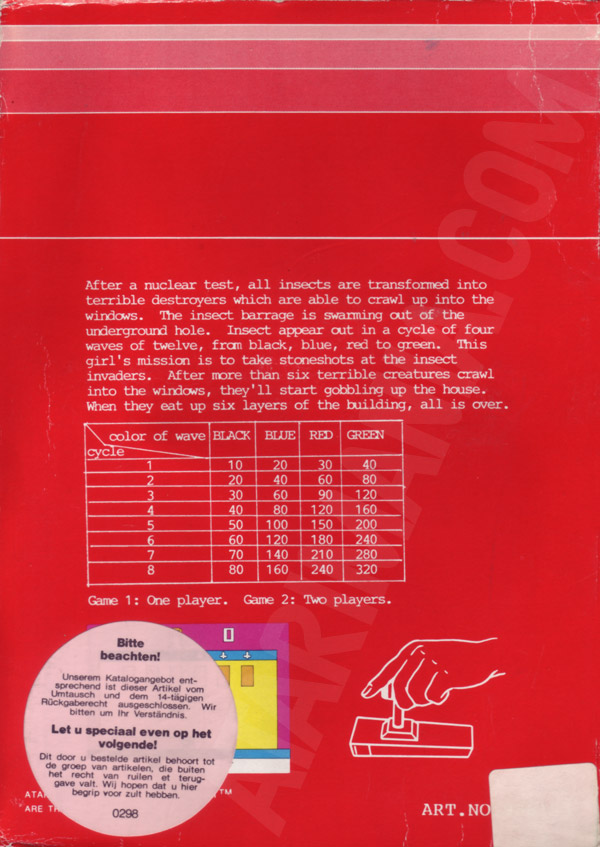 After a nuclear test, all insects are transformed into
terrible destroyers which are able to crawl up into the
windows. The insect barrage is swarming out of the
underground hole. Insect appear out in a cycle of four
waves of twelve, from black, blue, red to green. This
girl's mission is to take stoneshots at the insect
invaders. After more than six terrible creatures crawl
into the windows, they'll start gobbling up the house.
When they eat up six layers of the building, all is over.
color of wave BLACK BLUE RED GREEN
cycle
1 10 20 30 40
2 20 40 60 80
3 30 60 90 120
4 40 80 120 160
5 50 100 150 200
6 60 120 180 240
7 70 140 210 280
8 80 160 240 320
Game 1: One player. Game 2: Two players.
0
Bitte
beachten!
Unserem Katalogangebot ent-
sprechend ist dieser Artikel vom
Umtausch und dem 14-tägigen
Rückgaberecht ausgeschlossen. Wir
bitten um Ihr Verständnis.
Let u speciaal even op het
volgende!
Dit door u bestelde artikel behoort tot
de groep van artikelen, die buiten
het recht van ruilen et terug-
gave valt. Wij hopen dat u hier
begrip voor zult hebben.
0298
TM
ARE
ART.NO
ATARIMANIA.COM